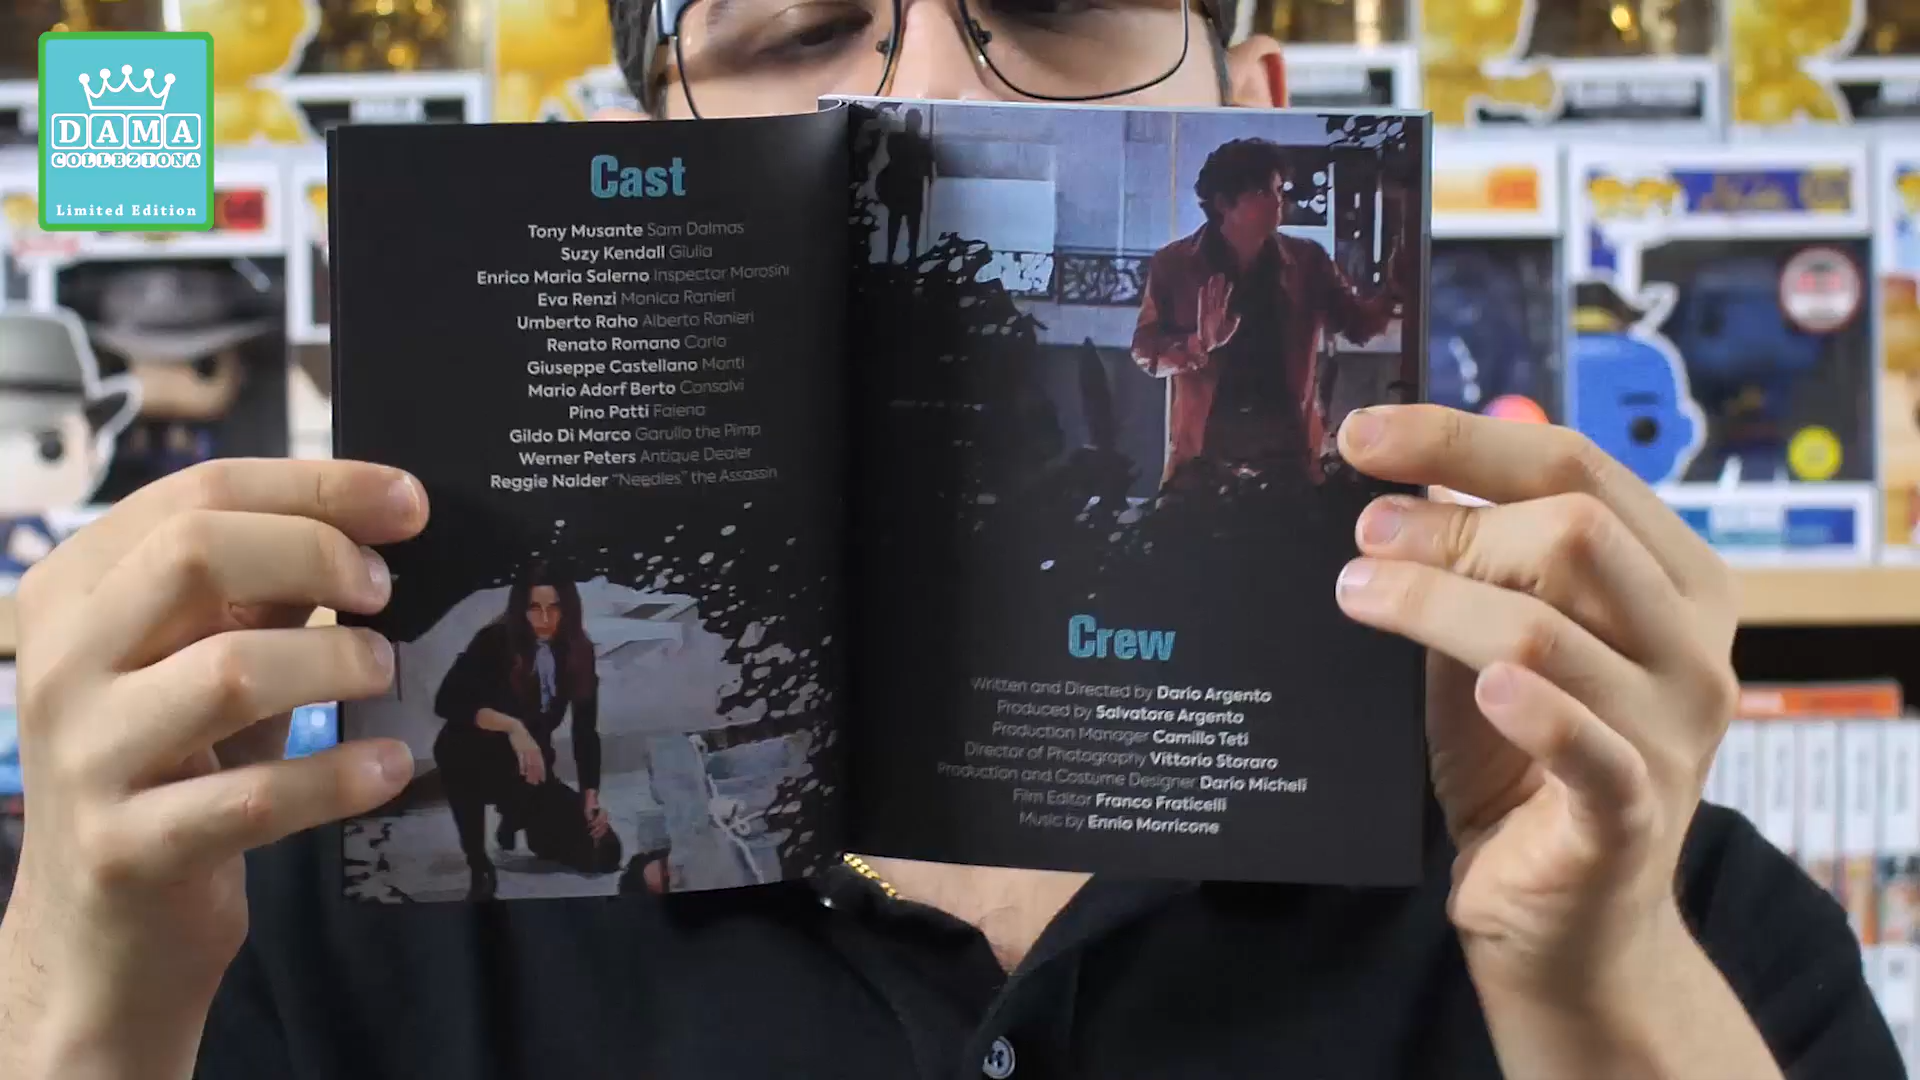 DAMA
COLLEZIONA
Limited Edition
Cast
Tony Musante Sam Dalmas
Suzy Kendall Giulia
Enrico Maria Salerno Inspector Morosini
Eva Renzi Monica Ranieri
Umberto Raho Alberto Ranieri
Renato Romano Carlo
Giuseppe Castellano Monti
Mario Adorf Berto Consalvi
Pino Patti Faiena
Gildo Di Marco Garullo the Pimp
Werner Peters Antique Dealer
Reggie Nalder "Needles" the Assassin
Crew
Written and Directed by Dario Argento
Produced by Salvatore Argento
Production Manager Camillo Teti
Director of Photography Vittorio Storaro
Production and Costume Designer Dario Micheli
Film Editor Franco Fraticelli
Music by Ennio Morricone